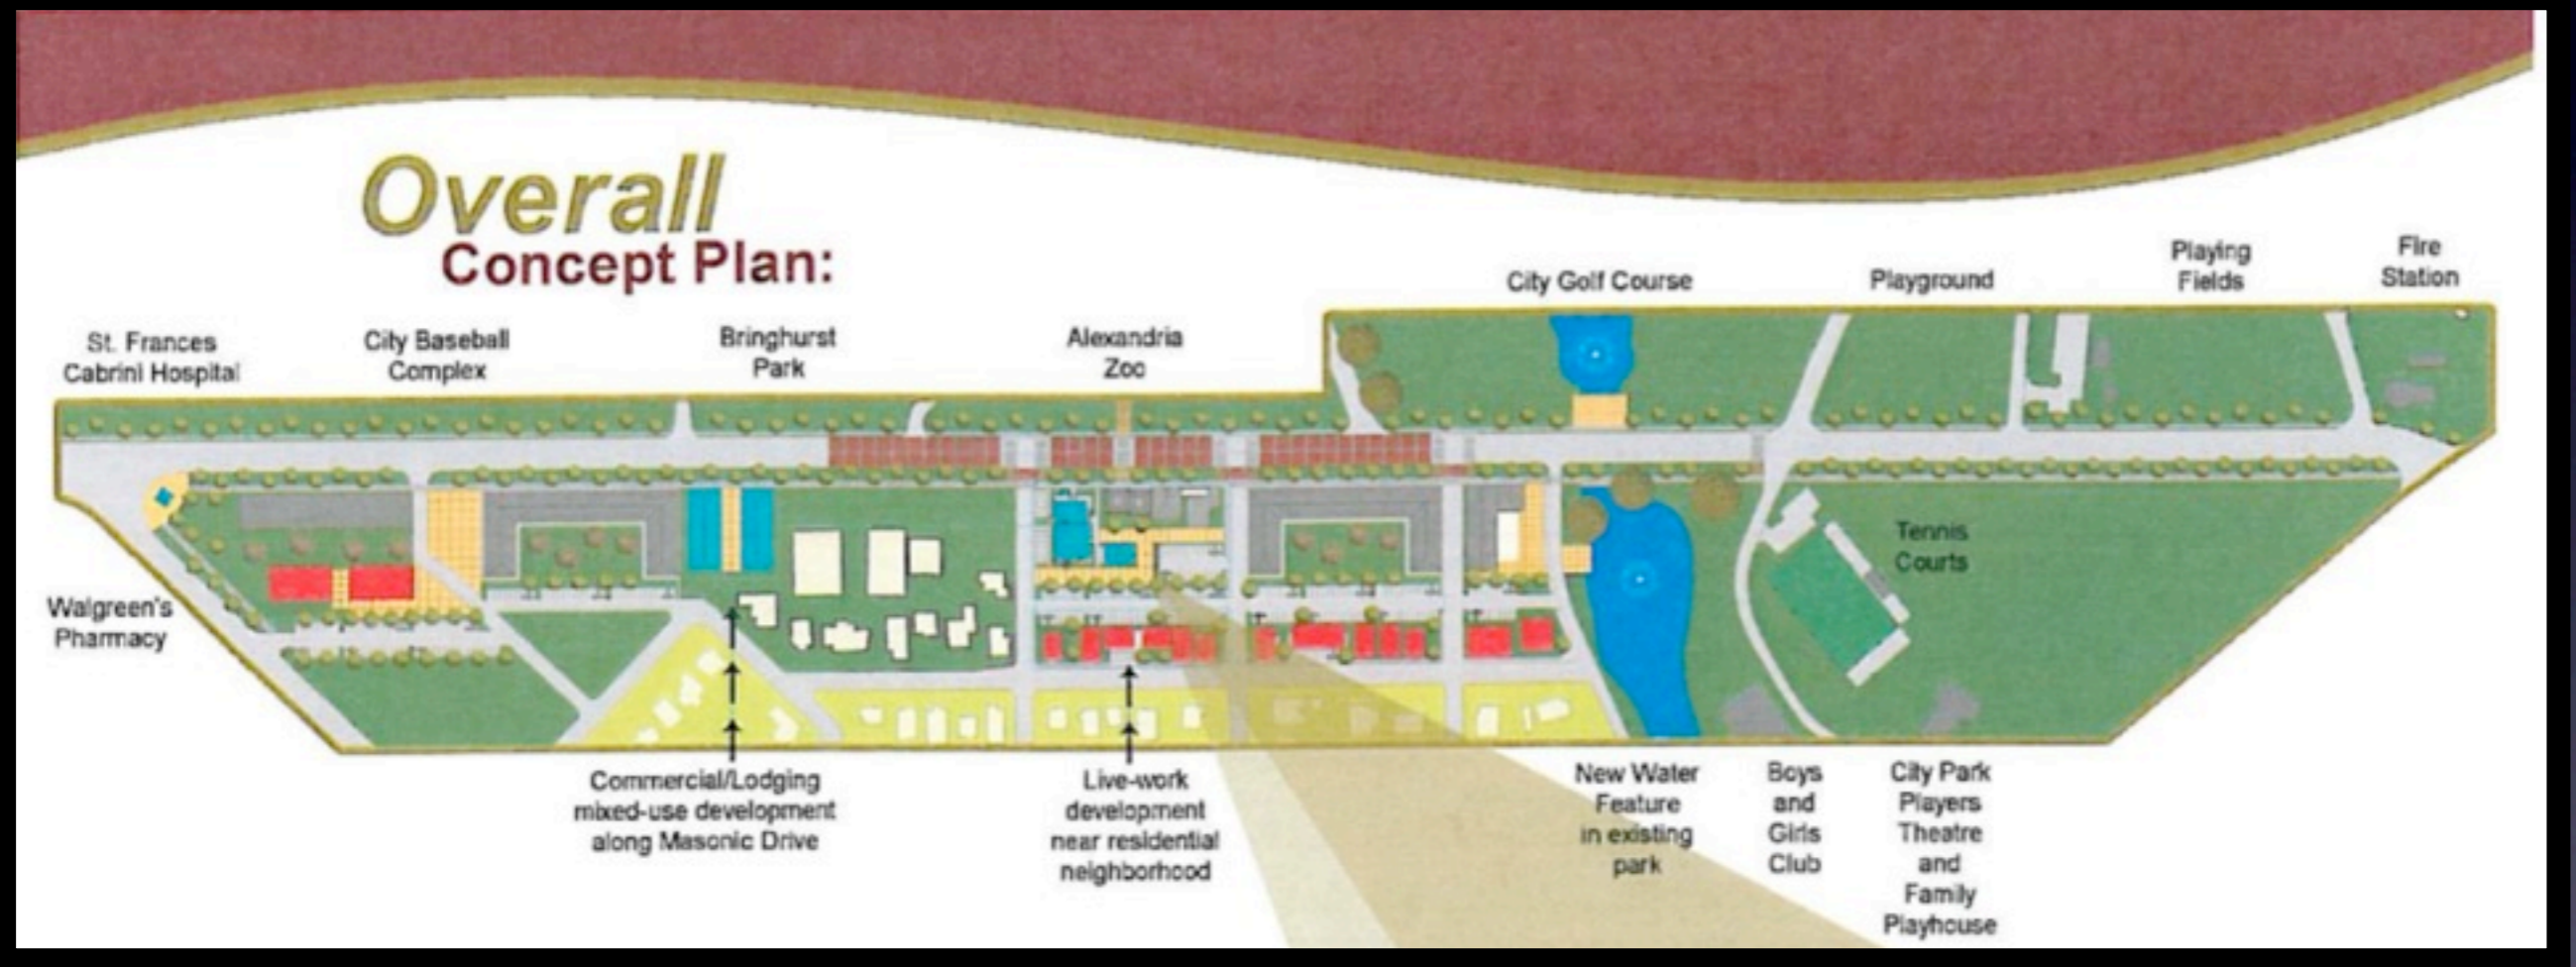 Overall
Concept Plan:
St. Frances
Cabrini Hospital
City Baseball
Complex
Bringhurst
Park
Alexandria
Zoo
City Golf Course
Playground
Playing
Fields
Fire
Station
Walgreen's
Pharmacy
Tennis
Courts
Commercial/Lodging
mixed-use development
along Masonic Drive
Live-work
development
near residential
neighborhood
New Water
Feature
in existing
park
Boys
and
Girls
Club
City Park
Players
Theatre
and
Family
Playhouse